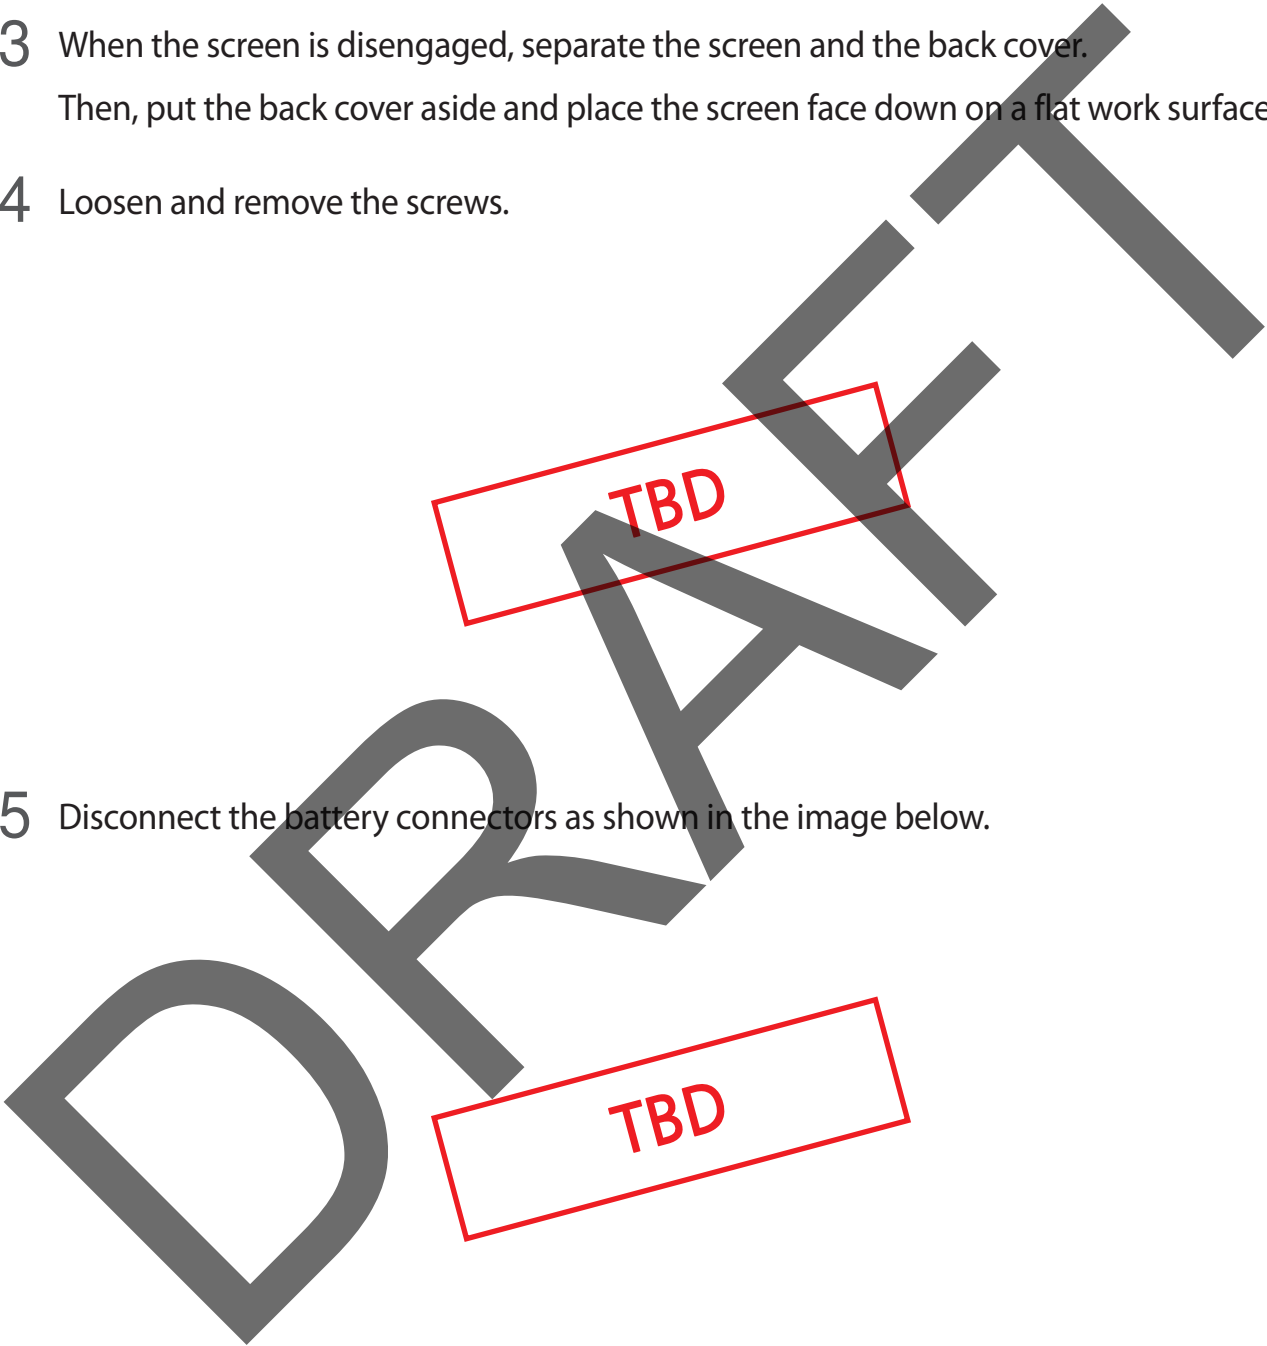 3 When the screen is disengaged, separate the screen and the back cover.
Then, put the back cover aside and place the screen face down on a flat work surface
4 Loosen and remove the screws.
TBD
5 Disconnect the battery connectors as shown in the image below.
TBD
DRAFT